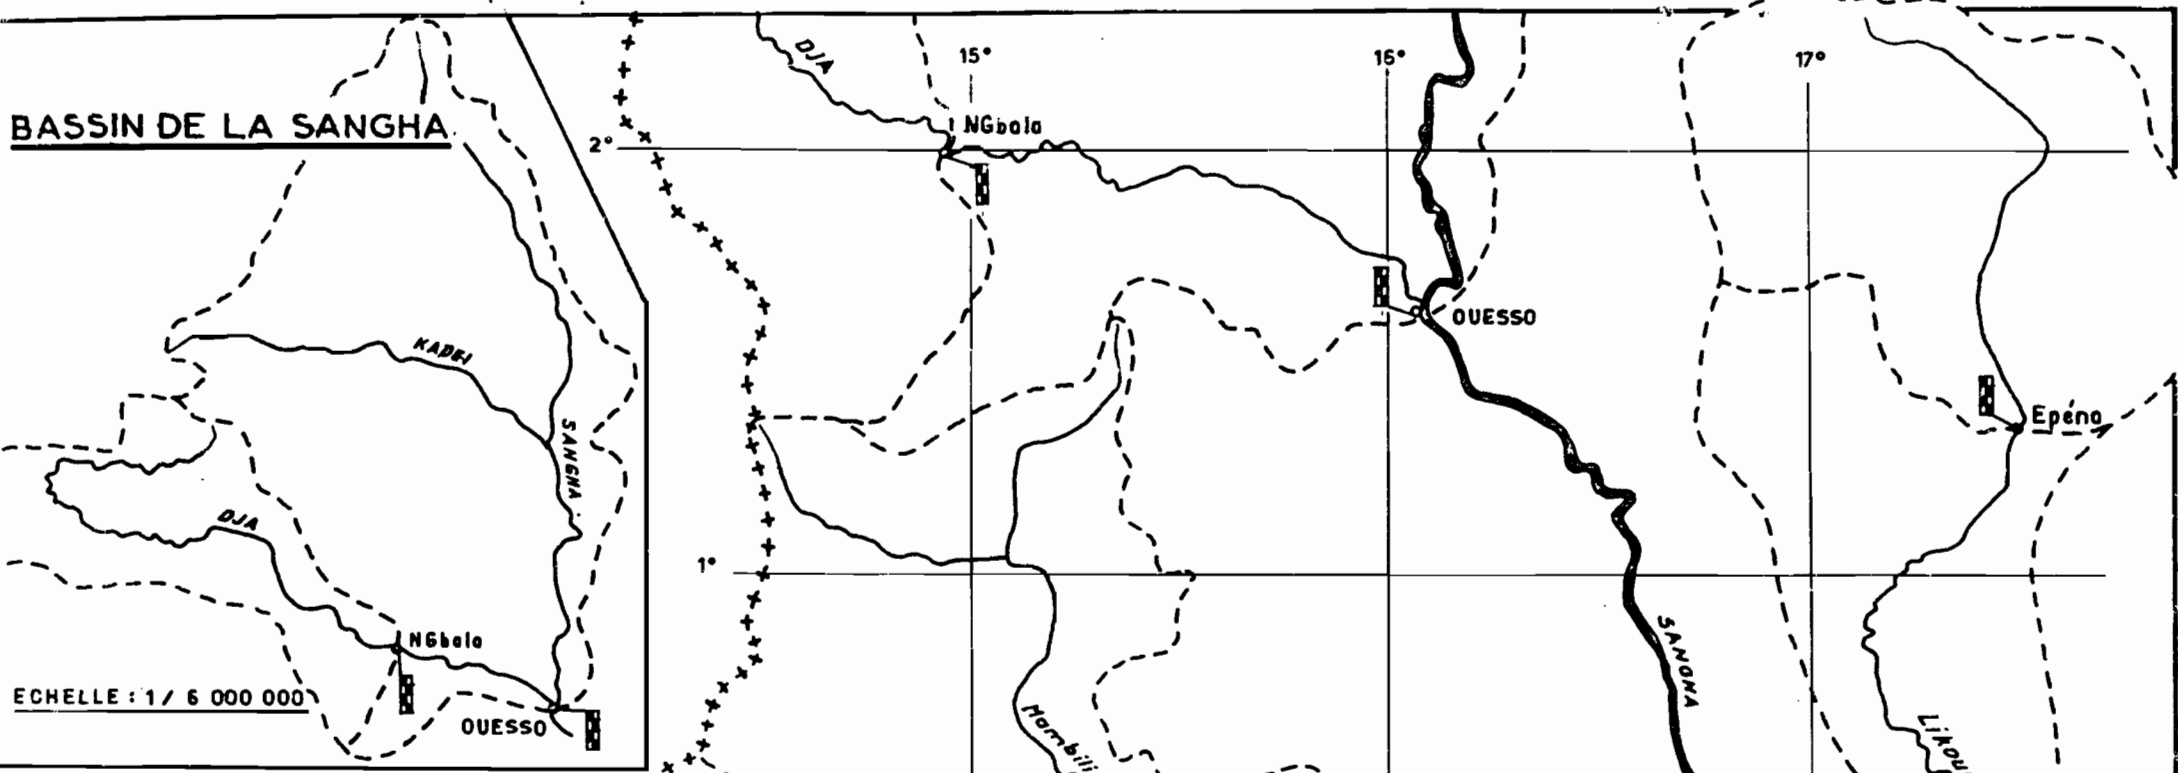 BASSIN DE LA SANGHA
KADEI
SANGHA
DJA
NGbala
ECHELLE : 1/ 6 000 000
OUESSO
DJA
15°
16°
17°
NGbala
2°
OUESSO
Epéna
1°
SANGHA
Mambili
Likou